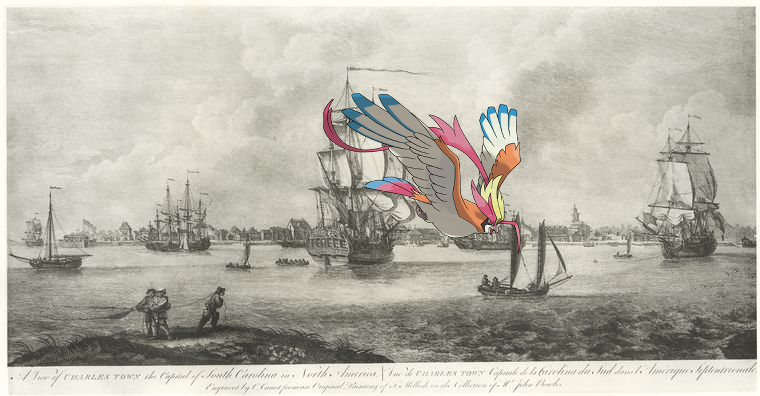 A View of CHARLES TOWN the Capital of South Carolina in North America. Vue de CHARLES TOWN Capitale de la Carolina du Sud dans l'Amérique Septentrionale
Engraved by C. Canot from an Original Painting of T. Mellish in the Collection of Mr. John Bowles.